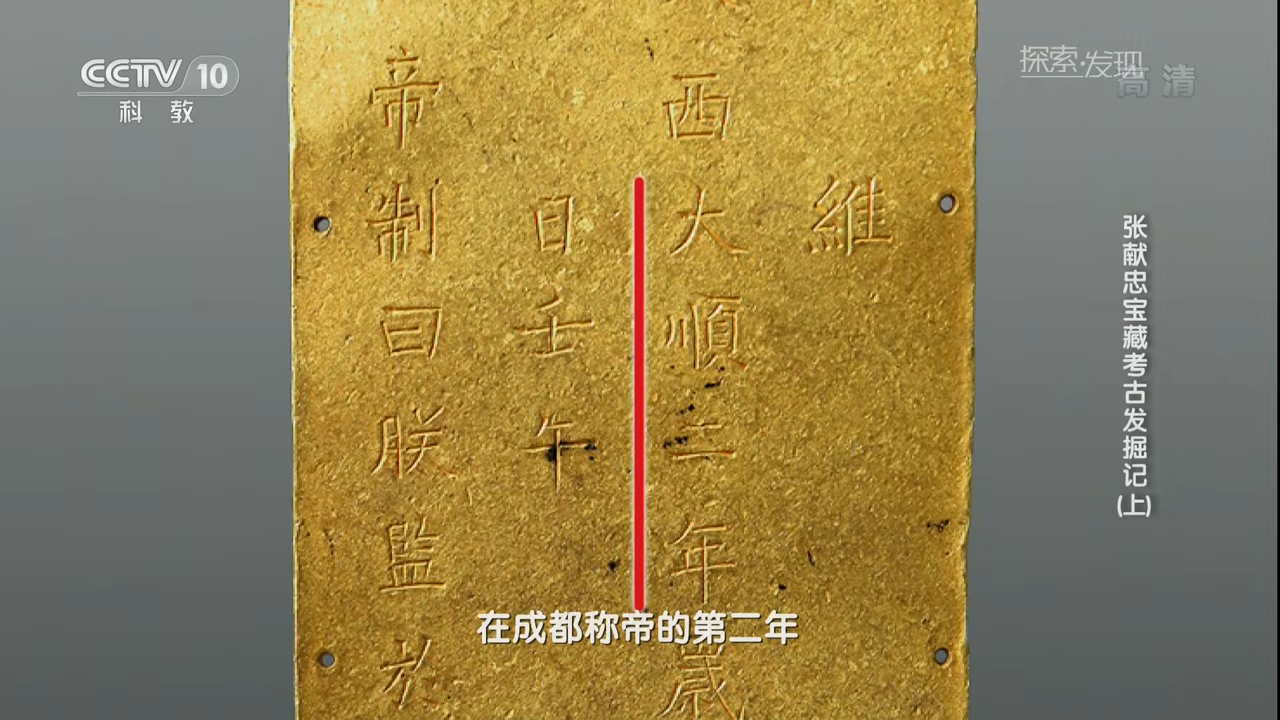 CCTV 10
科 教
探索·发现
高清
張献忠宝藏考古发掘记(上)
維
西大順二年歲
日壬午
帝制曰朕監於
在成都称帝的第二年